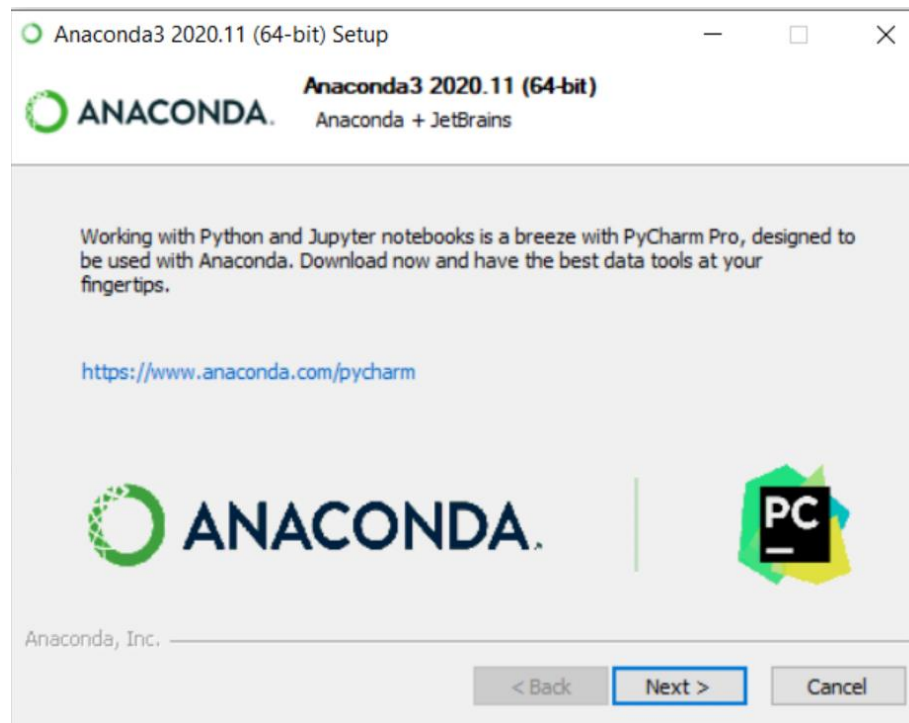 Anaconda3 2020.11 (64-bit) Setup
ANACONDA.
Anaconda3 2020.11 (64-bit)
Anaconda + JetBrains
Working with Python and Jupyter notebooks is a breeze with PyCharm Pro, designed to
be used with Anaconda. Download now and have the best data tools at your
fingertips.
https://www.anaconda.com/pycharm
ANACONDA.
PC
Anaconda, Inc.
< Back
Next >
Cancel